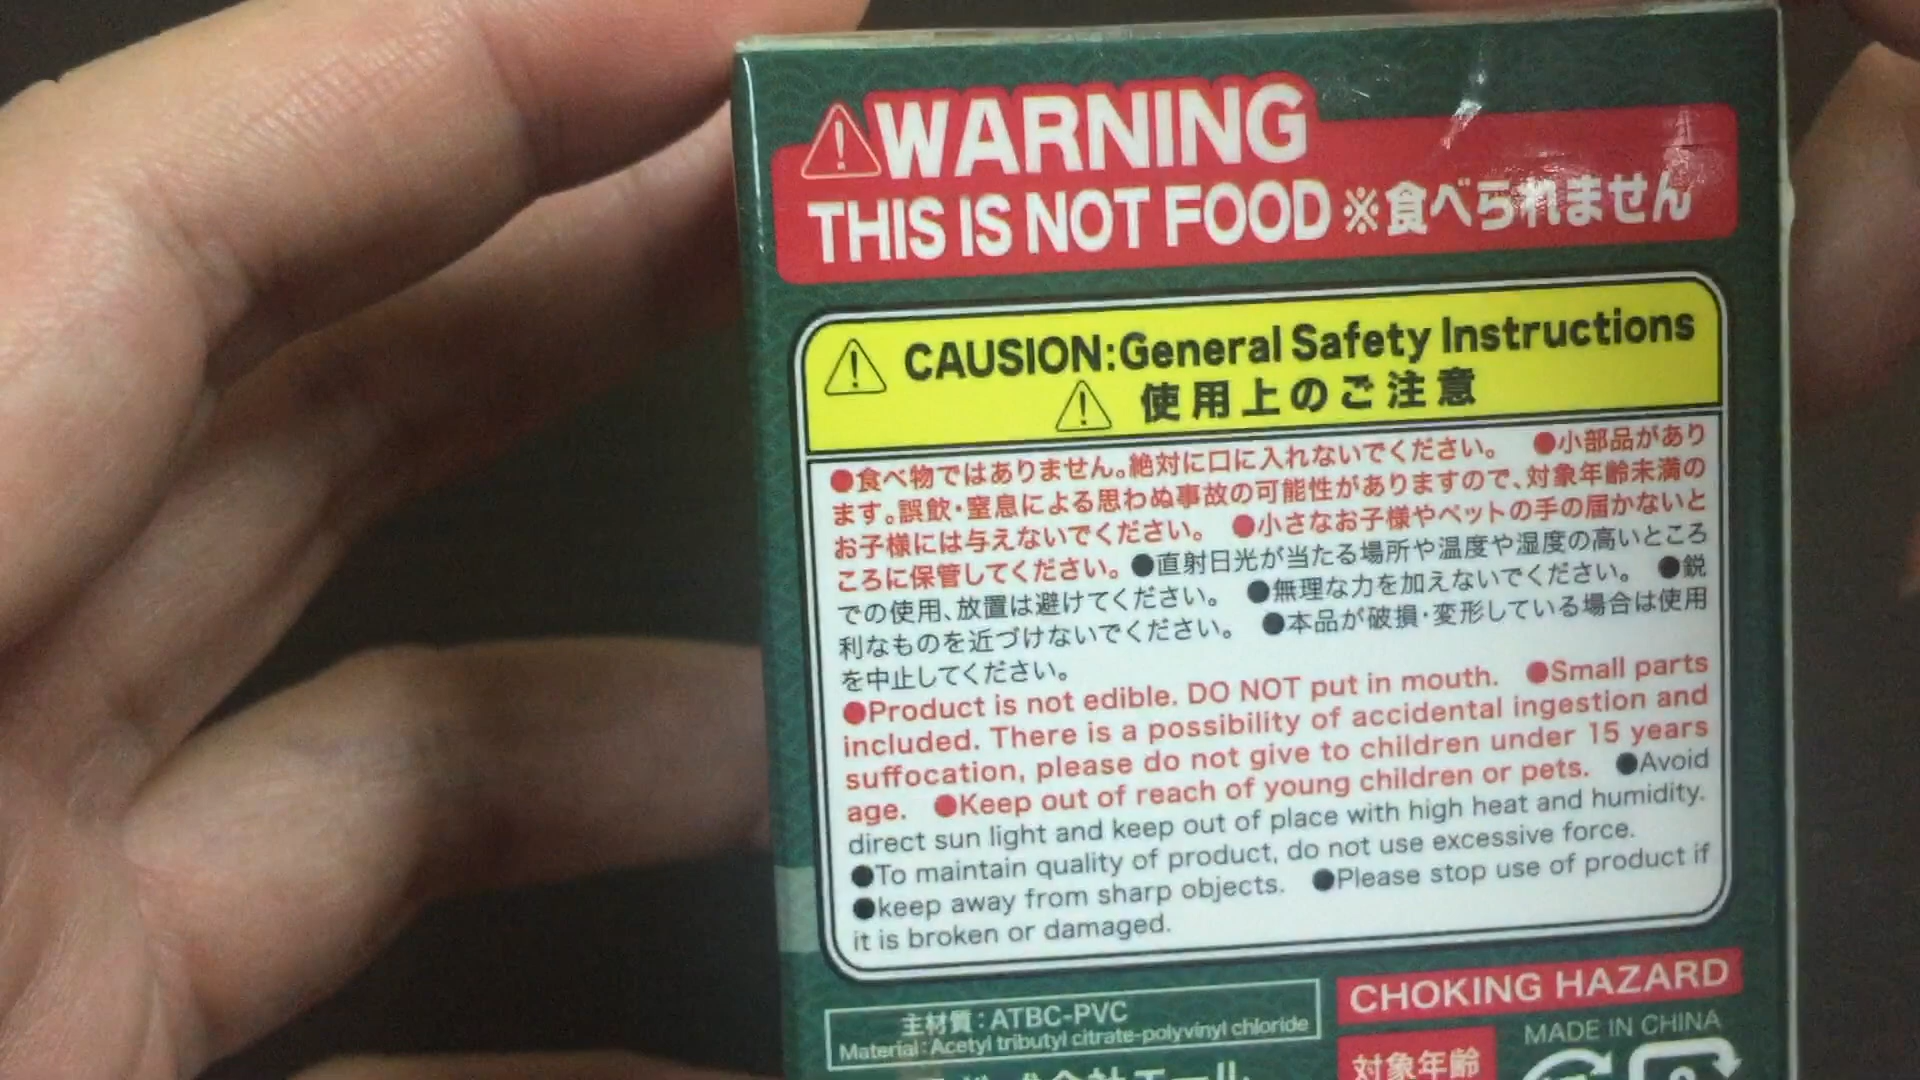 WARNING
THIS IS NOT FOOD ※食べられません
CAUSION:General Safety Instructions
使用上のご注意
●食べ物ではありません。絶対に口に入れないでください。 ●小部品があり
ます。誤飲・窒息による思わぬ事故の可能性がありますので、対象年齢未満の
お子様には与えないでください。 ●小さなお子様やペットの手の届かないと
ころに保管してください。●直射日光が当たる場所や温度や湿度の高いところ
での使用、放置は避けてください。 ●無理な力を加えないでください。 ●鋭
利なものを近づけないでください。 ●本品が破損・変形している場合は使用
を中止してください。
●Product is not edible. DO NOT put in mouth. ●Small parts
included. There is a possibility of accidental ingestion and
suffocation, please do not give to children under 15 years
age. ●Keep out of reach of young children or pets. ●Avoid
direct sun light and keep out of place with high heat and humidity.
●To maintain quality of product, do not use excessive force.
●keep away from sharp objects. ●Please stop use of product if
it is broken or damaged.
主材質：ATBC-PVC
Material:Acetyl tributyl citrate-polyvinyl chloride
CHOKING HAZARD
MADE IN CHINA
対象年齢